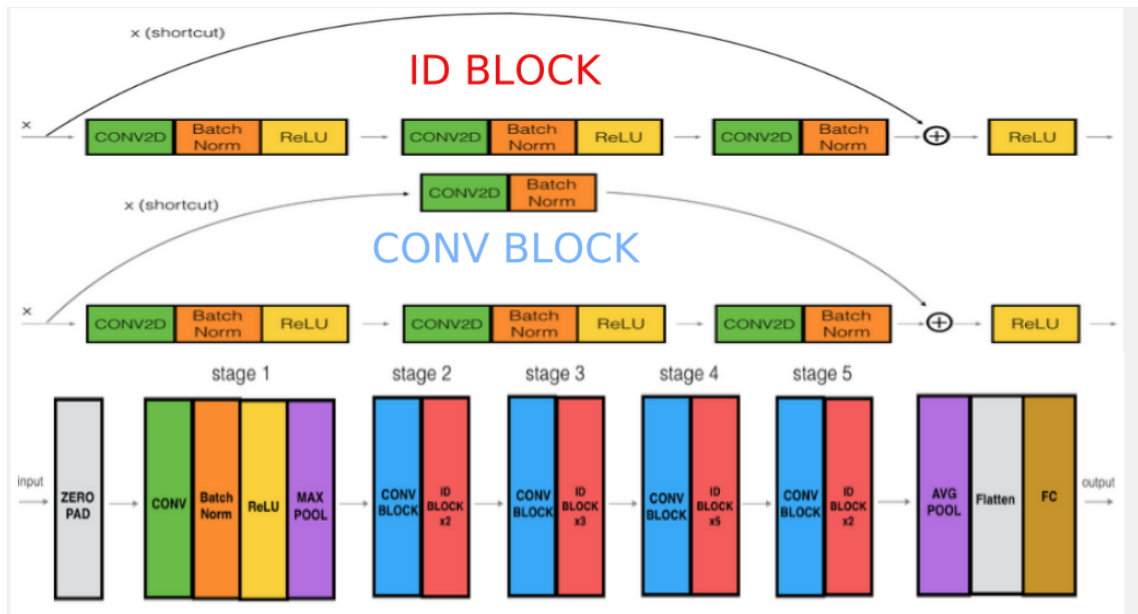 x (shortcut)
ID BLOCK
x
CONV2D
Batch
Norm
ReLU
CONV2D
Batch
Norm
ReLU
CONV2D
Batch
Norm
ReLU
x (shortcut)
CONV2D
Batch
Norm
CONV BLOCK
x
CONV2D
Batch
Norm
ReLU
CONV2D
Batch
Norm
ReLU
CONV2D
Batch
Norm
ReLU
stage 1
stage 2
stage 3
stage 4
stage 5
input
ZERO
PAD
CONV
Batch
Norm
ReLU
MAX
POOL
CONV
BLOCK
ID
BLOCK
x2
CONV
BLOCK
ID
BLOCK
x3
CONV
BLOCK
ID
BLOCK
x5
CONV
BLOCK
ID
BLOCK
x2
AVG
POOL
Flatten
FC
output